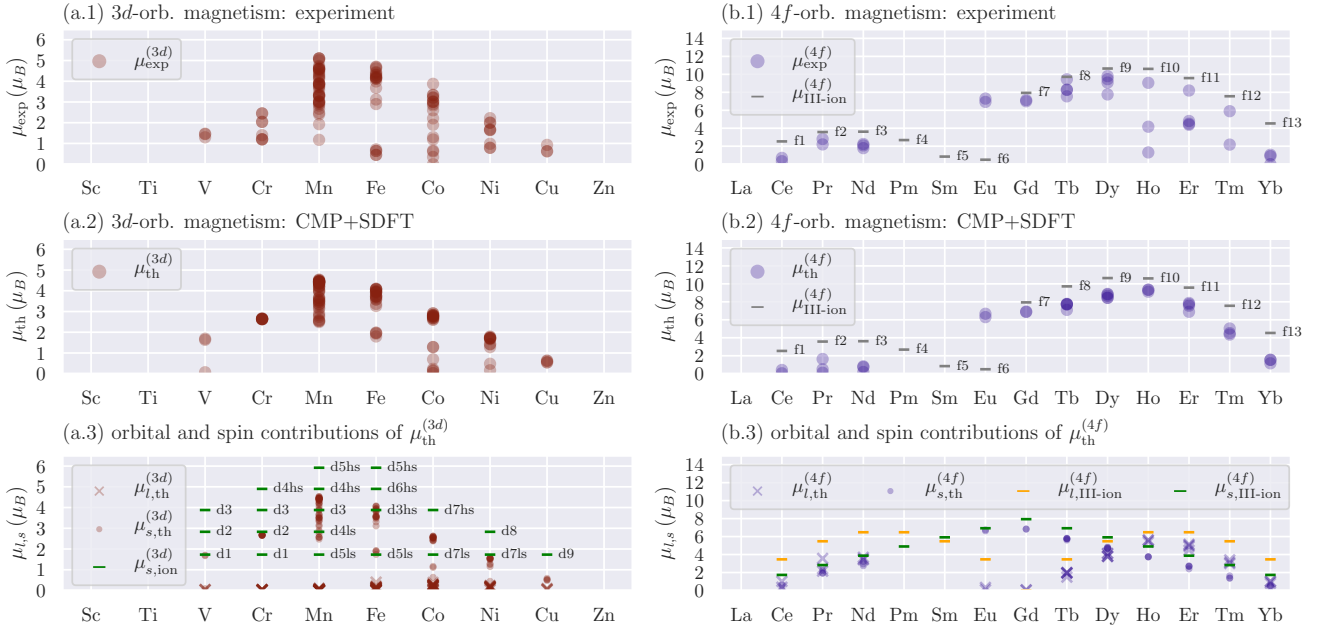 (a.1) 3d-orb. magnetism: experiment
6
5
4
3
2
1
0
μ_exp (μ_B)
μ_exp^(3d)
Sc Ti V Cr Mn Fe Co Ni Cu Zn
(b.1) 4f-orb. magnetism: experiment
14
12
10
8
6
4
2
0
μ_exp (μ_B)
μ_exp^(4f)
μ_III-ion^(4f)
f1 f2 f3 f4 f5 f6 f7 f8 f9 f10 f11 f12 f13
La Ce Pr Nd Pm Sm Eu Gd Tb Dy Ho Er Tm Yb
(a.2) 3d-orb. magnetism: CMP+SDFT
6
5
4
3
2
1
0
μ_th (μ_B)
μ_th^(3d)
Sc Ti V Cr Mn Fe Co Ni Cu Zn
(b.2) 4f-orb. magnetism: CMP+SDFT
14
12
10
8
6
4
2
0
μ_th (μ_B)
μ_th^(4f)
μ_III-ion^(4f)
f1 f2 f3 f4 f5 f6 f7 f8 f9 f10 f11 f12 f13
La Ce Pr Nd Pm Sm Eu Gd Tb Dy Ho Er Tm Yb
(a.3) orbital and spin contributions of μ_th^(3d)
6
5
4
3
2
1
0
μ_l,s (μ_B)
μ_l,th^(3d)
μ_s,th^(3d)
μ_s,ion^(3d)
d5hs d5hs
d4hs d4hs d6hs
d3 d3 d3 d3hs d7hs
d2 d2 d4ls d8
d1 d1 d5ls d5ls d7ls d7ls d9
Sc Ti V Cr Mn Fe Co Ni Cu Zn
(b.3) orbital and spin contributions of μ_th^(4f)
14
12
10
8
6
4
2
0
μ_l,s (μ_B)
μ_l,th^(4f) μ_s,th^(4f) μ_l,III-ion^(4f) μ_s,III-ion^(4f)
La Ce Pr Nd Pm Sm Eu Gd Tb Dy Ho Er Tm Yb